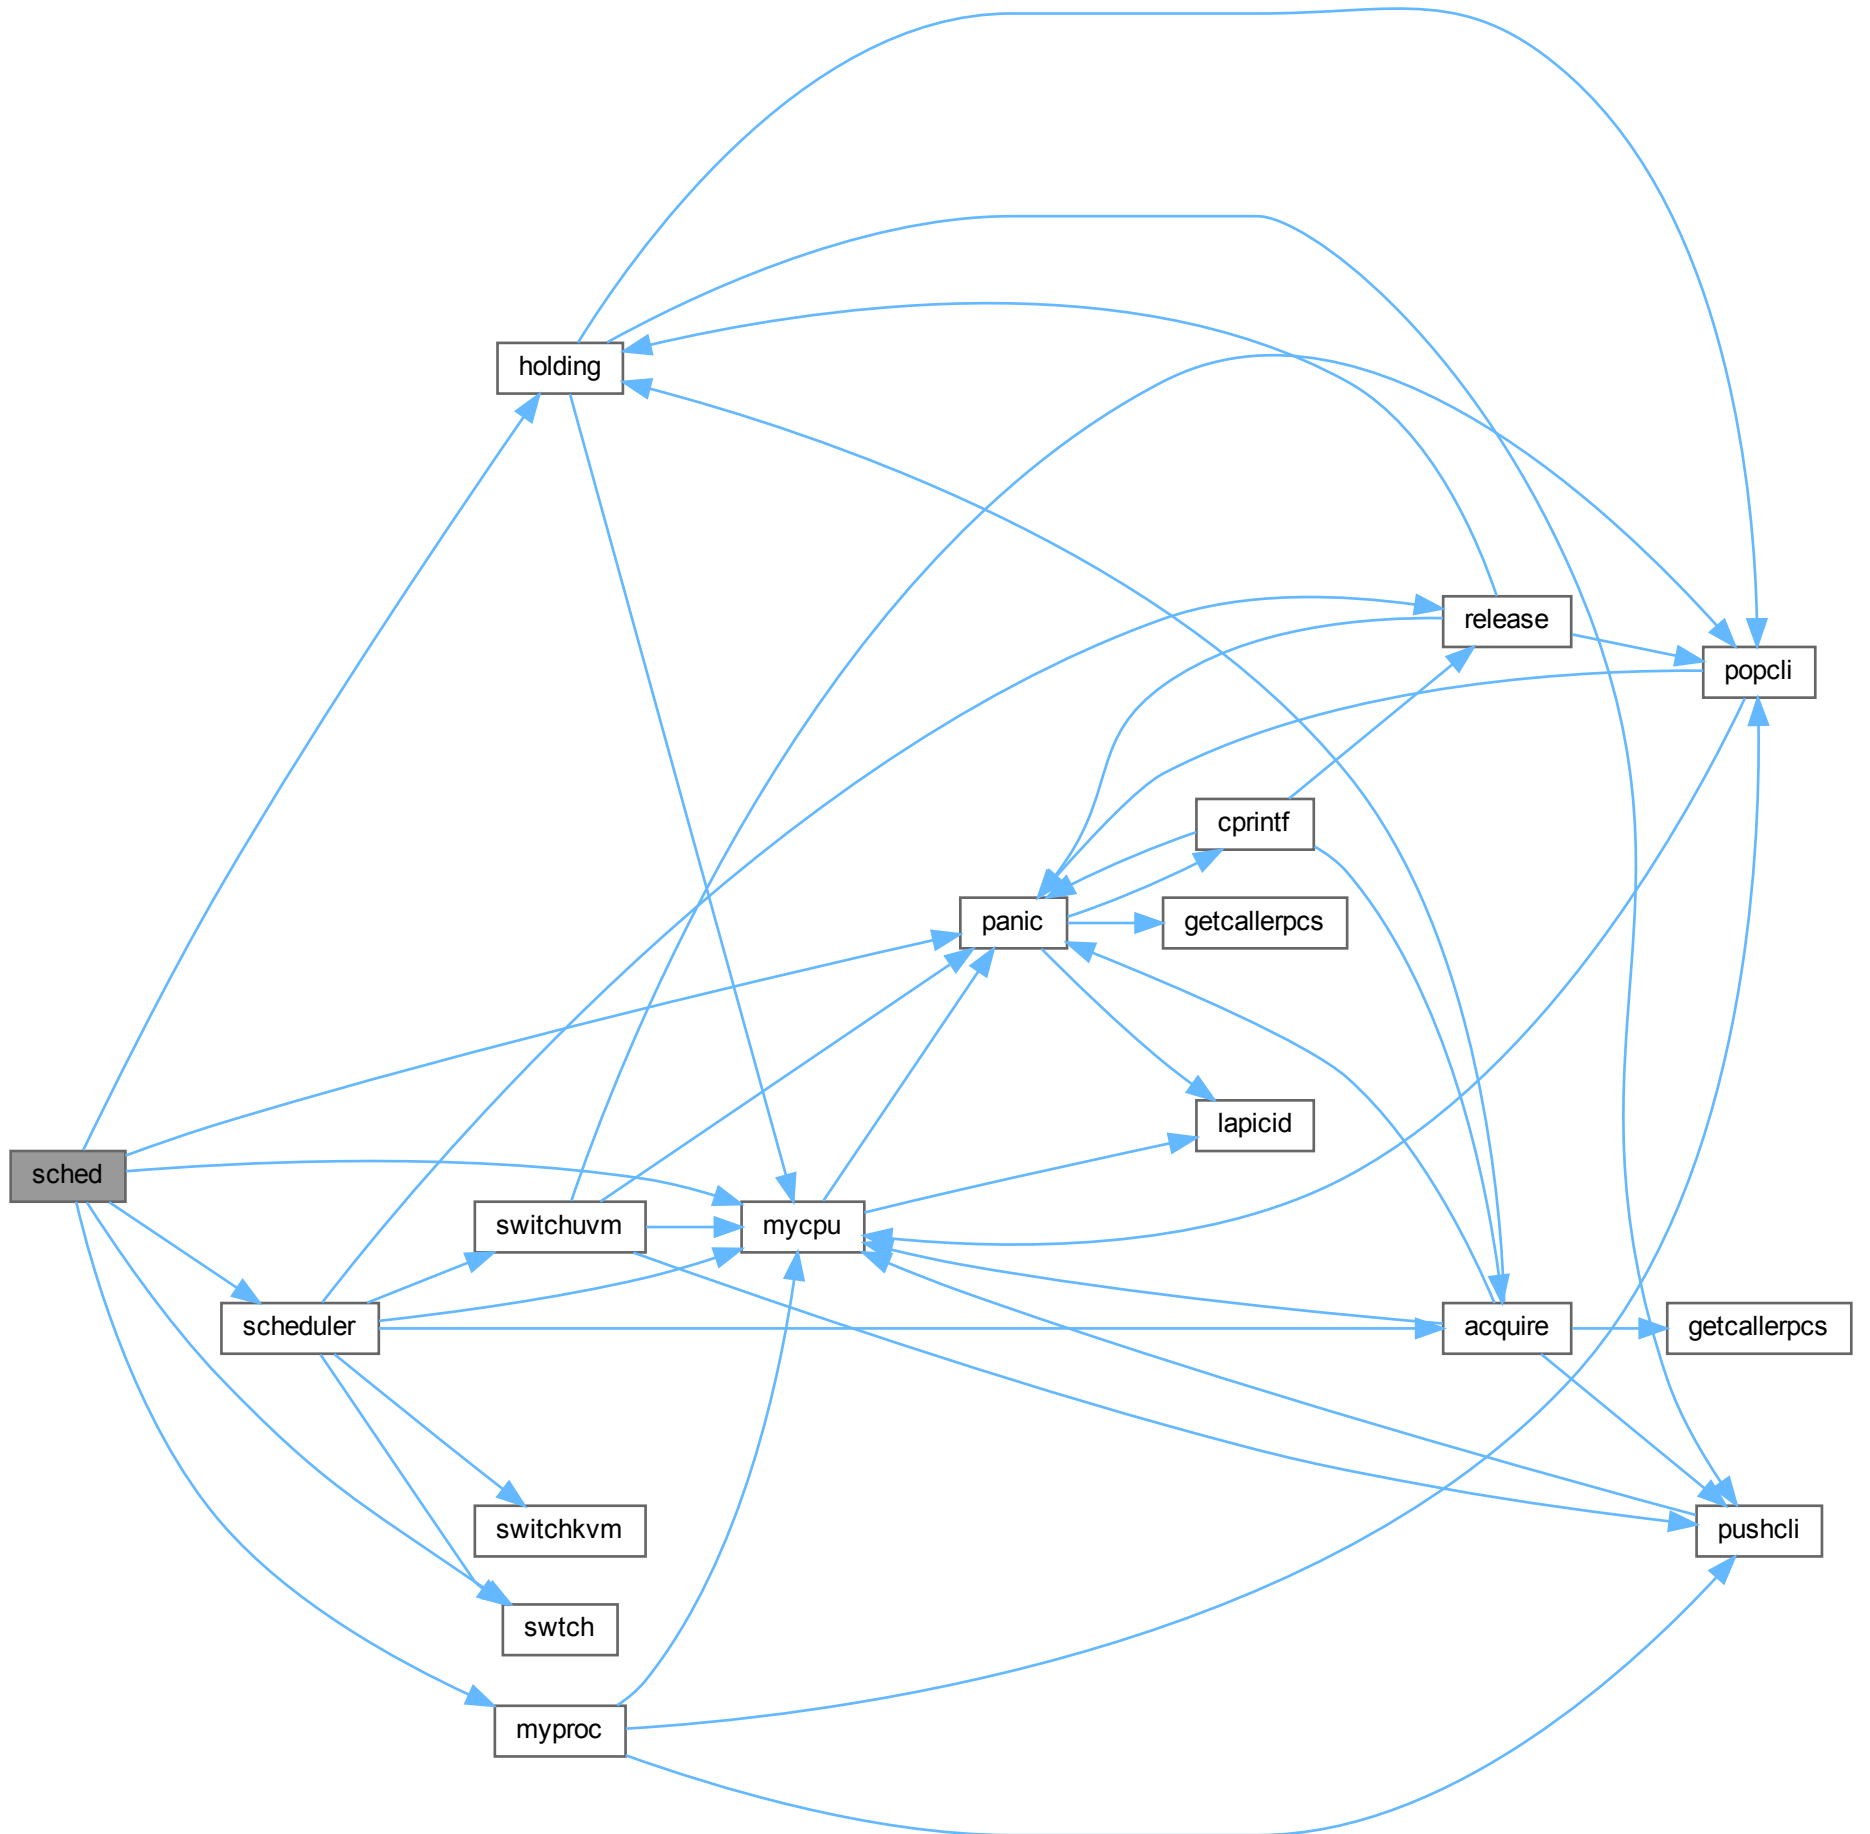 holding
release
popcli
cprintf
panic
getcallerpcs
lapicid
sched
switchuvm
mycpu
scheduler
acquire
getcallerpcs
switchkvm
pushcli
swtch
myproc